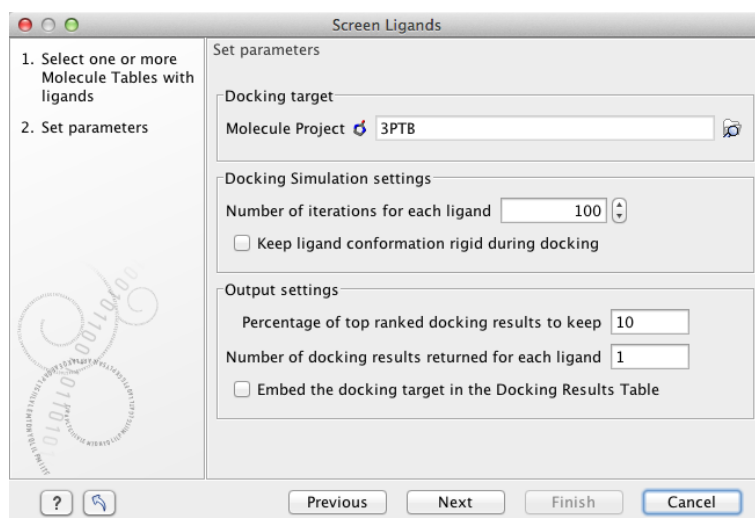 Screen Ligands
1. Select one or more
Molecule Tables with
ligands
2. Set parameters
Set parameters
Docking target
Molecule Project 3PTB
Docking Simulation settings
Number of iterations for each ligand 100
Keep ligand conformation rigid during docking
Output settings
Percentage of top ranked docking results to keep 10
Number of docking results returned for each ligand 1
Embed the docking target in the Docking Results Table
? Previous Next Finish Cancel